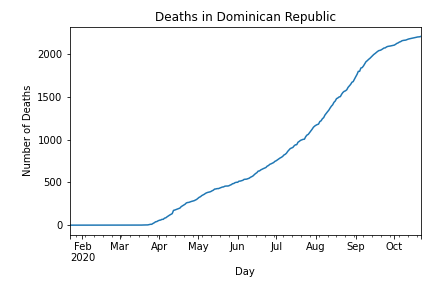 Deaths in Dominican Republic
2000
1500
1000
500
0
Number of Deaths
Feb Mar Apr May Jun Jul Aug Sep Oct
2020
Day